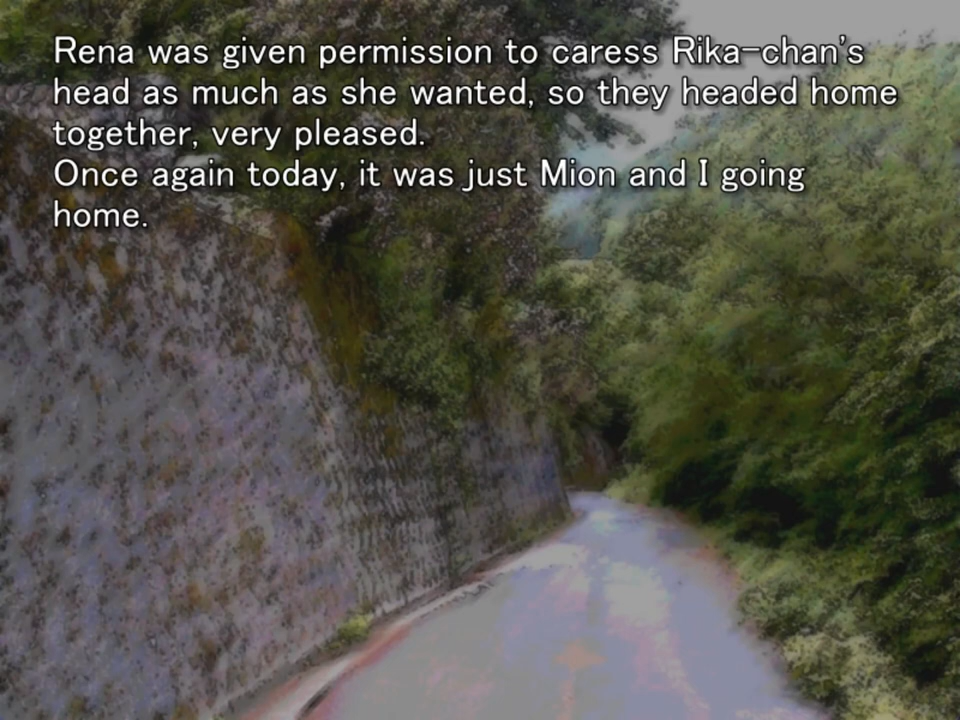 Rena was given permission to caress Rika-chan's
head as much as she wanted, so they headed home
together, very pleased.
Once again today, it was just Mion and I going
home.